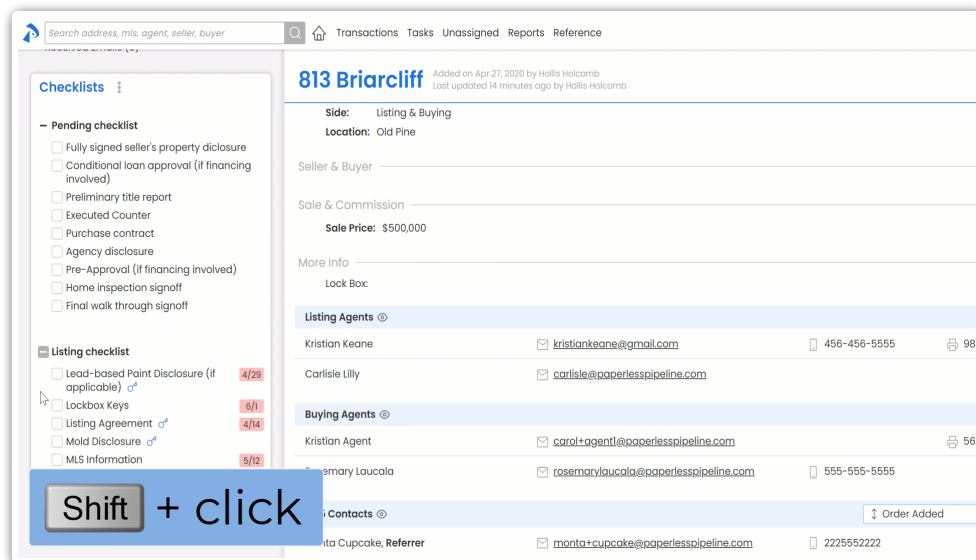 Search address, mls, agent, seller, buyer
Transactions Tasks Unassigned Reports Reference
Checklists
Pending checklist
Fully signed seller's property diclosure
Conditional loan approval (if financing
involved)
Preliminary title report
Executed Counter
Purchase contract
Agency disclosure
Pre-Approval (if financing involved)
Home inspection signoff
Final walk through signoff
Listing checklist
Lead-based Paint Disclosure (if 4/29
applicable)
Lockbox Keys 6/1
Listing Agreement 4/14
Mold Disclosure
MLS Information 5/12
Shift + click
813 Briarcliff
Added on Apr 27, 2020 by Hollis Holcomb
Last updated 14 minutes ago by Hollis Holcomb
Side: Listing & Buying
Location: Old Pine
Seller & Buyer
Sale & Commission
Sale Price: $500,000
More Info
Lock Box:
Listing Agents
Kristian Keane kristiankeane@gmail.com 456-456-5555 98
Carlisle Lilly carlisle@paperlesspipeline.com
Buying Agents
Kristian Agent carol+agent1@paperlesspipeline.com 56
Laucala rosemarylaucala@paperlesspipeline.com 555-555-5555
Contacts Order Added
Cupcake, Referrer monta+cupcake@paperlesspipeline.com 2225552222